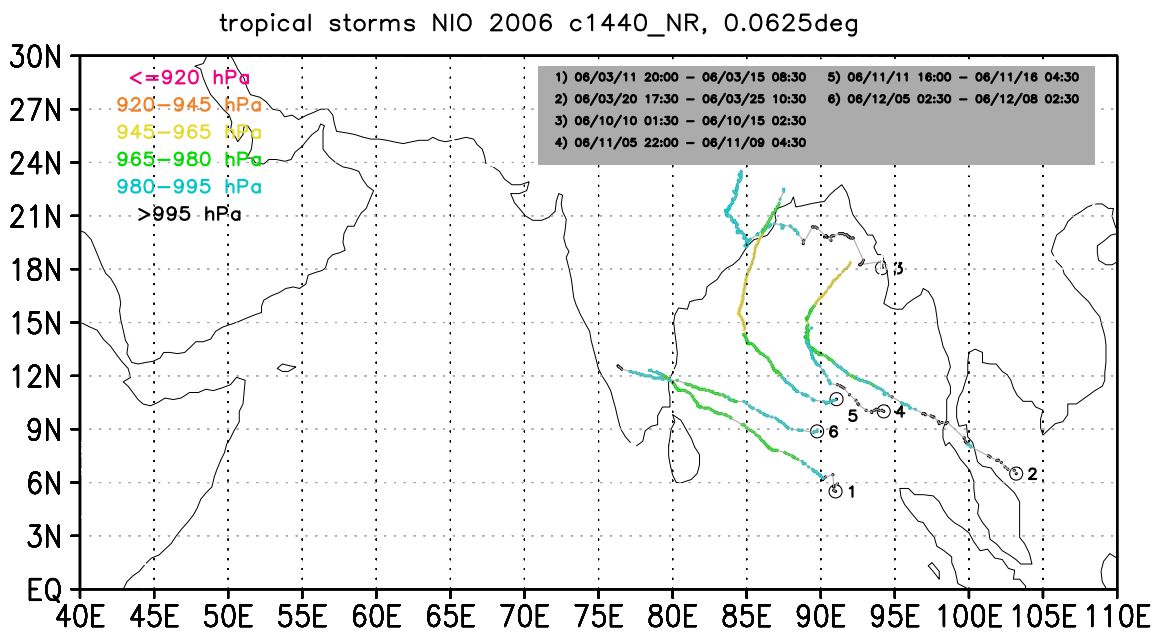 tropical storms NIO 2006 c1440_NR, 0.0625deg
30N
27N
24N
21N
18N
15N
12N
9N
6N
3N
EQ
<=920 hPa
920-945 hPa
945-965 hPa
965-980 hPa
980-995 hPa
>995 hPa
1) 06/03/11 20:00 - 06/03/15 08:30 5) 06/11/11 16:00 - 06/11/16 04:30
2) 06/03/20 17:30 - 06/03/25 10:30 6) 06/12/05 02:30 - 06/12/08 02:30
3) 06/10/10 01:30 - 06/10/15 02:30
4) 06/11/05 22:00 - 06/11/09 04:30
3
5
4
6
2
1
40E 45E 50E 55E 60E 65E 70E 75E 80E 85E 90E 95E 100E 105E 110E